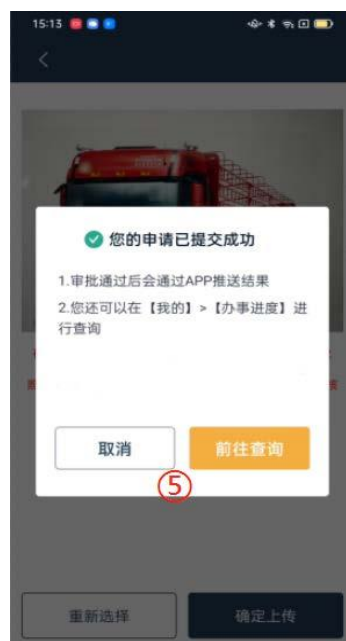 15:13
您的申请已提交成功
1.审批通过后会通过APP推送结果
2.您还可以在【我的】>【办事进度】进
行查询
取消
前往查询
⑤
重新选择
确定上传